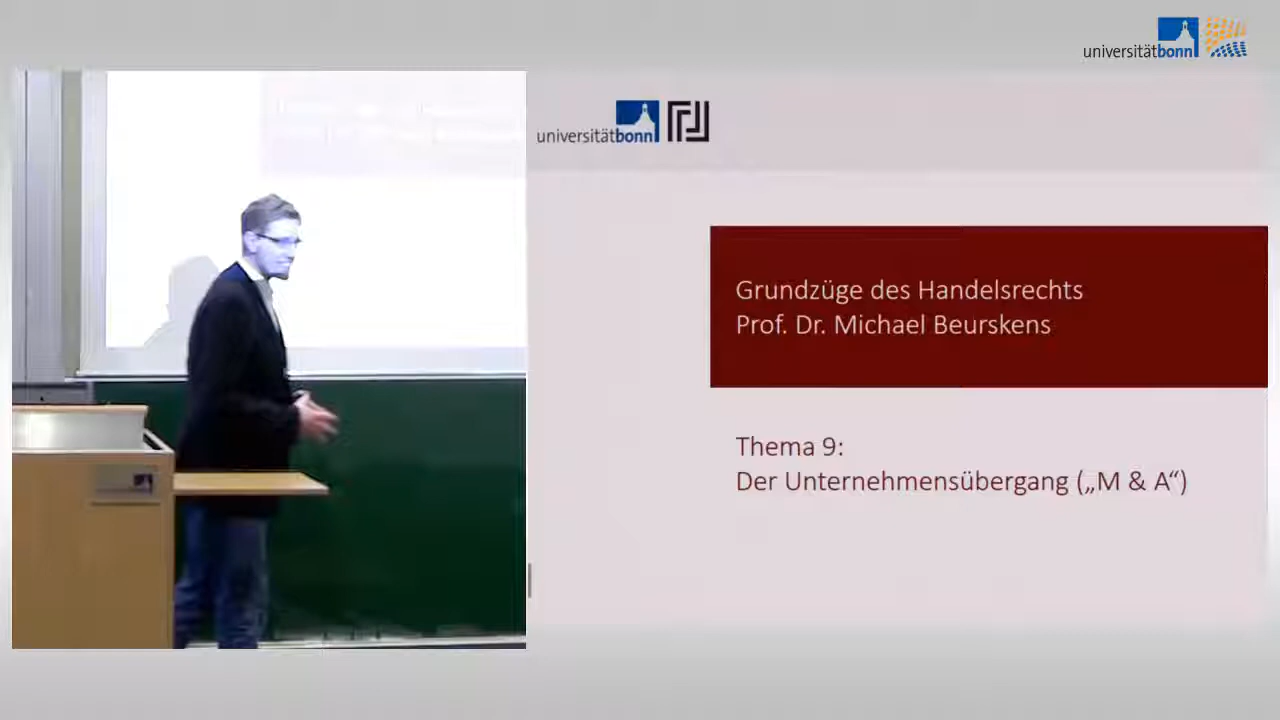 universitätbonn
universitätbonn
Grundzüge des Handelsrechts
Prof. Dr. Michael Beurskens
Thema 9:
Der Unternehmensübergang („M & A“)